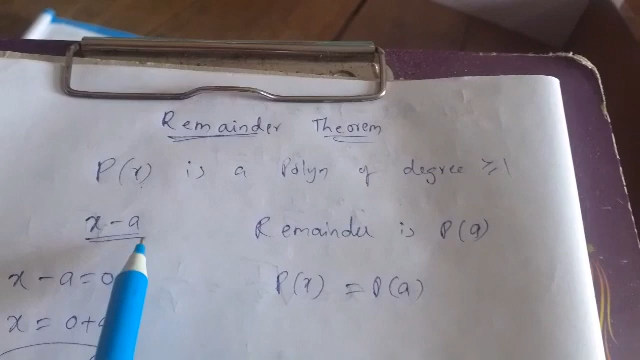 Remainder Theorem
P(x) is a Polyn of degree ≥1
x-a Remainder is P(a)
x-a=0 P(x) = P(a)
x = 0+